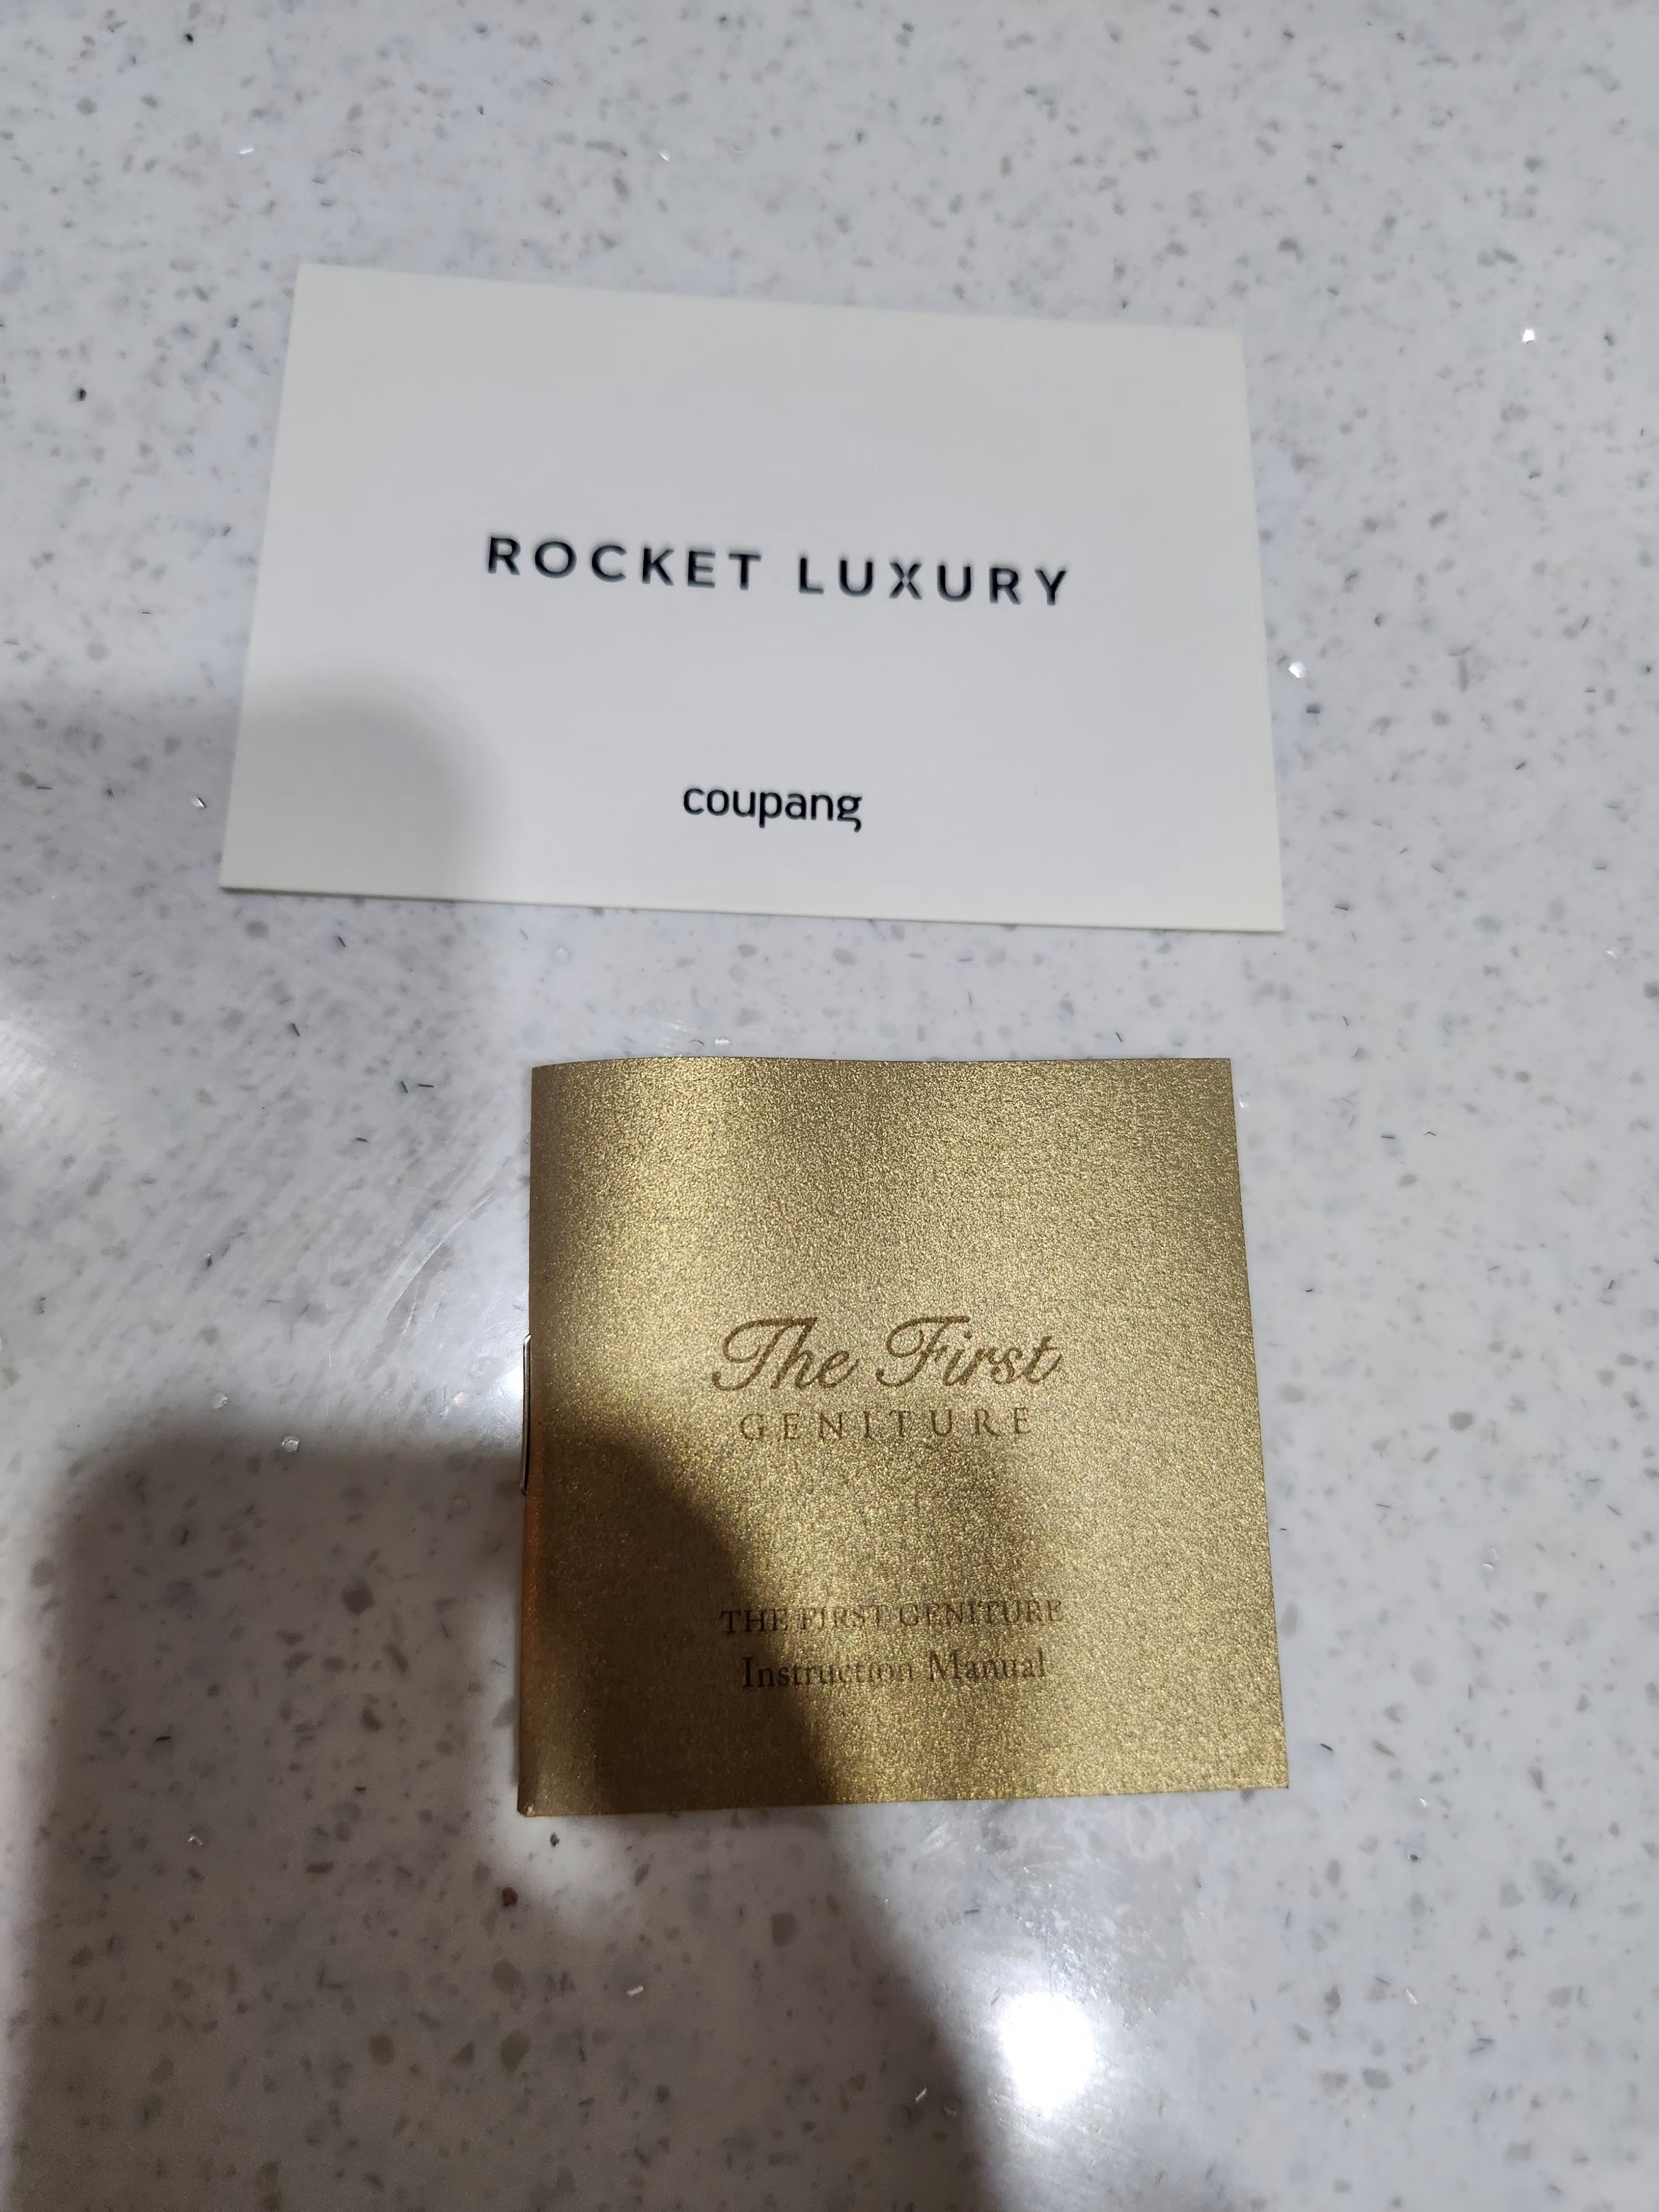 ROCKET LUXURY
coupang
The First
GENITURE
THE FIRST GENITURE
Instruction Manual